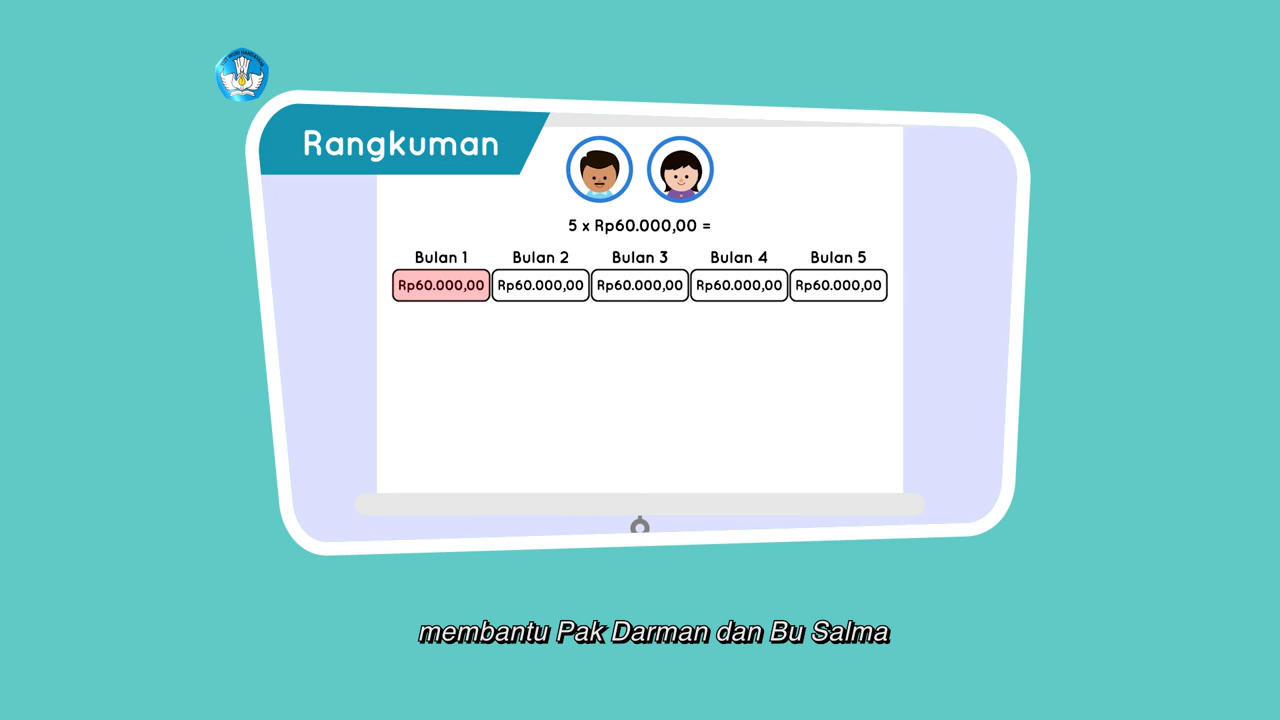 Rangkuman
5 x Rp60.000,00 =
Bulan 1 Bulan 2 Bulan 3 Bulan 4 Bulan 5
Rp60.000,00 Rp60.000,00 Rp60.000,00 Rp60.000,00 Rp60.000,00
membantu Pak Darman dan Bu Salma